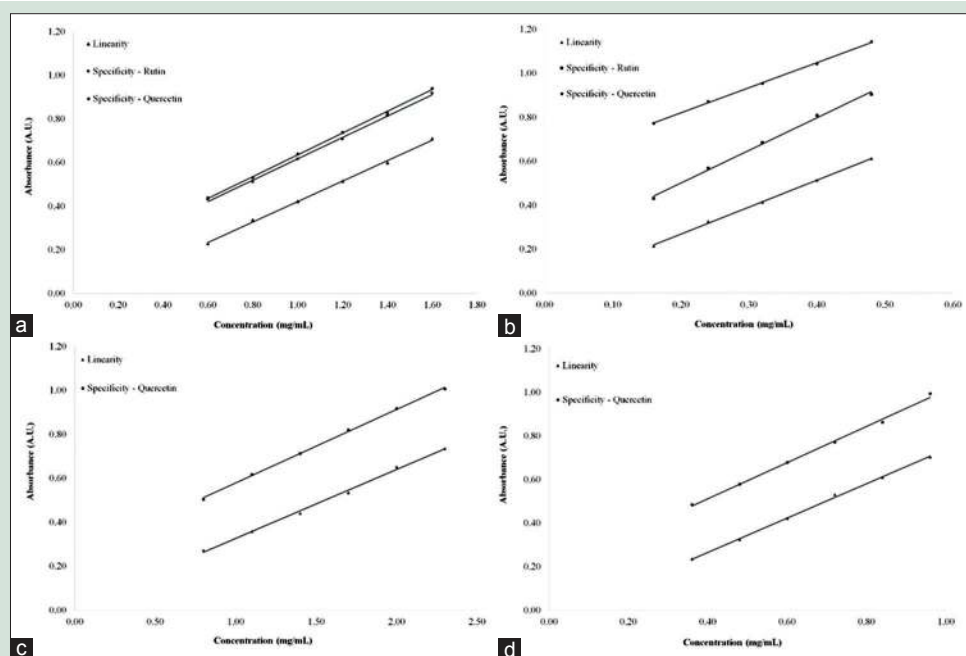 1,20
Linearity
1,00
Specificity - Rutin
0,80
Specificity - Quercetin
0,60
0,40
0,20
0,00
Absorbance (A.U.)
0,00 0,20 0,40 0,60 0,80 1,00 1,20 1,40 1,60 1,80
Concentration (mg/mL)
a
1,20
Linearity
1,00
Specificity - Rutin
0,80
Specificity - Quercetin
0,60
0,40
0,20
0,00
Absorbance (A.U.)
0,00 0,10 0,20 0,30 0,40 0,50 0,60
Concentration (mg/mL)
b
1,20
Linearity
1,00
Specificity - Quercetin
0,80
0,60
0,40
0,20
0,00
Absorbance (A.U.)
0,00 0,50 1,00 1,50 2,00 2,50
Concentration (mg/mL)
c
1,20
Linearity
1,00
Specificity - Quercetin
0,80
0,60
0,40
0,20
0,00
Absorbance (A.U.)
0,00 0,20 0,40 0,60 0,80 1,00
Concentration (mg/mL)
d